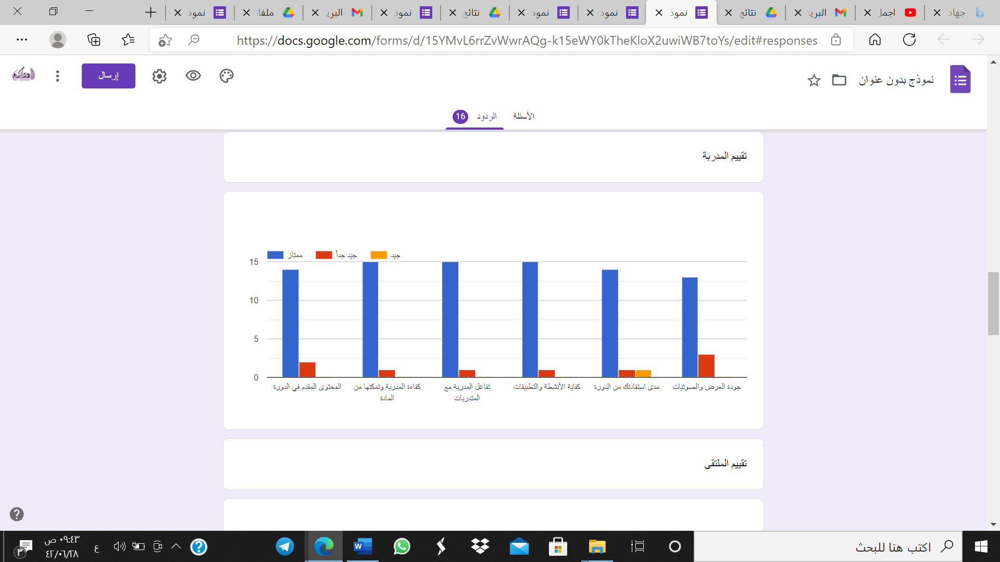 جهاد
اجمل
البريد
نتائج
نموذ
نموذ
نموذ
نتائج
نموذ
البري
ملفا
نموذ
https://docs.google.com/forms/d/15YMvL6rrZvWwrAQg-k15eWY0kTheKloX2uwiWB7toYs/edit#responses
نموذج بدون عنوان
إرسال
الأسئلة
الردود 16
تقييم المدربة
ممتاز جيد جداً جيد
15
10
5
0
المحتوى المقدم في الدورة
كفاءة المدربة وتمكنها من
المادة
تفاعل المدربة مع
المتدربات
كفاية الأنشطة والتطبيقات
مدى استفادتك من الدورة
جودة العرض والصوتيات
تقييم الملتقى
اكتب هنا للبحث
ع
٠٩:٤٣ ص
٤٢/٠٦/٢٨
٣